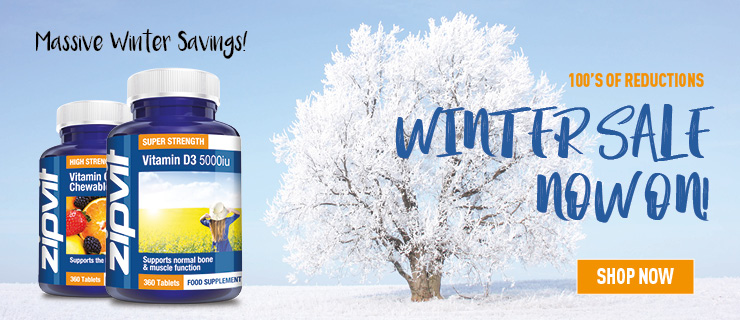 Massive Winter Savings!
100'S OF REDUCTIONS
WINTER SALE
NOW ON!
SHOP NOW
zipvit
HIGH STRENGTH
Vitamin
Chewable
Supports the
360 Tablets
zipvit
SUPER STRENGTH
Vitamin D3 5000iu
Supports normal bone
& muscle function
360 Tablets
FOOD SUPPLEMENT